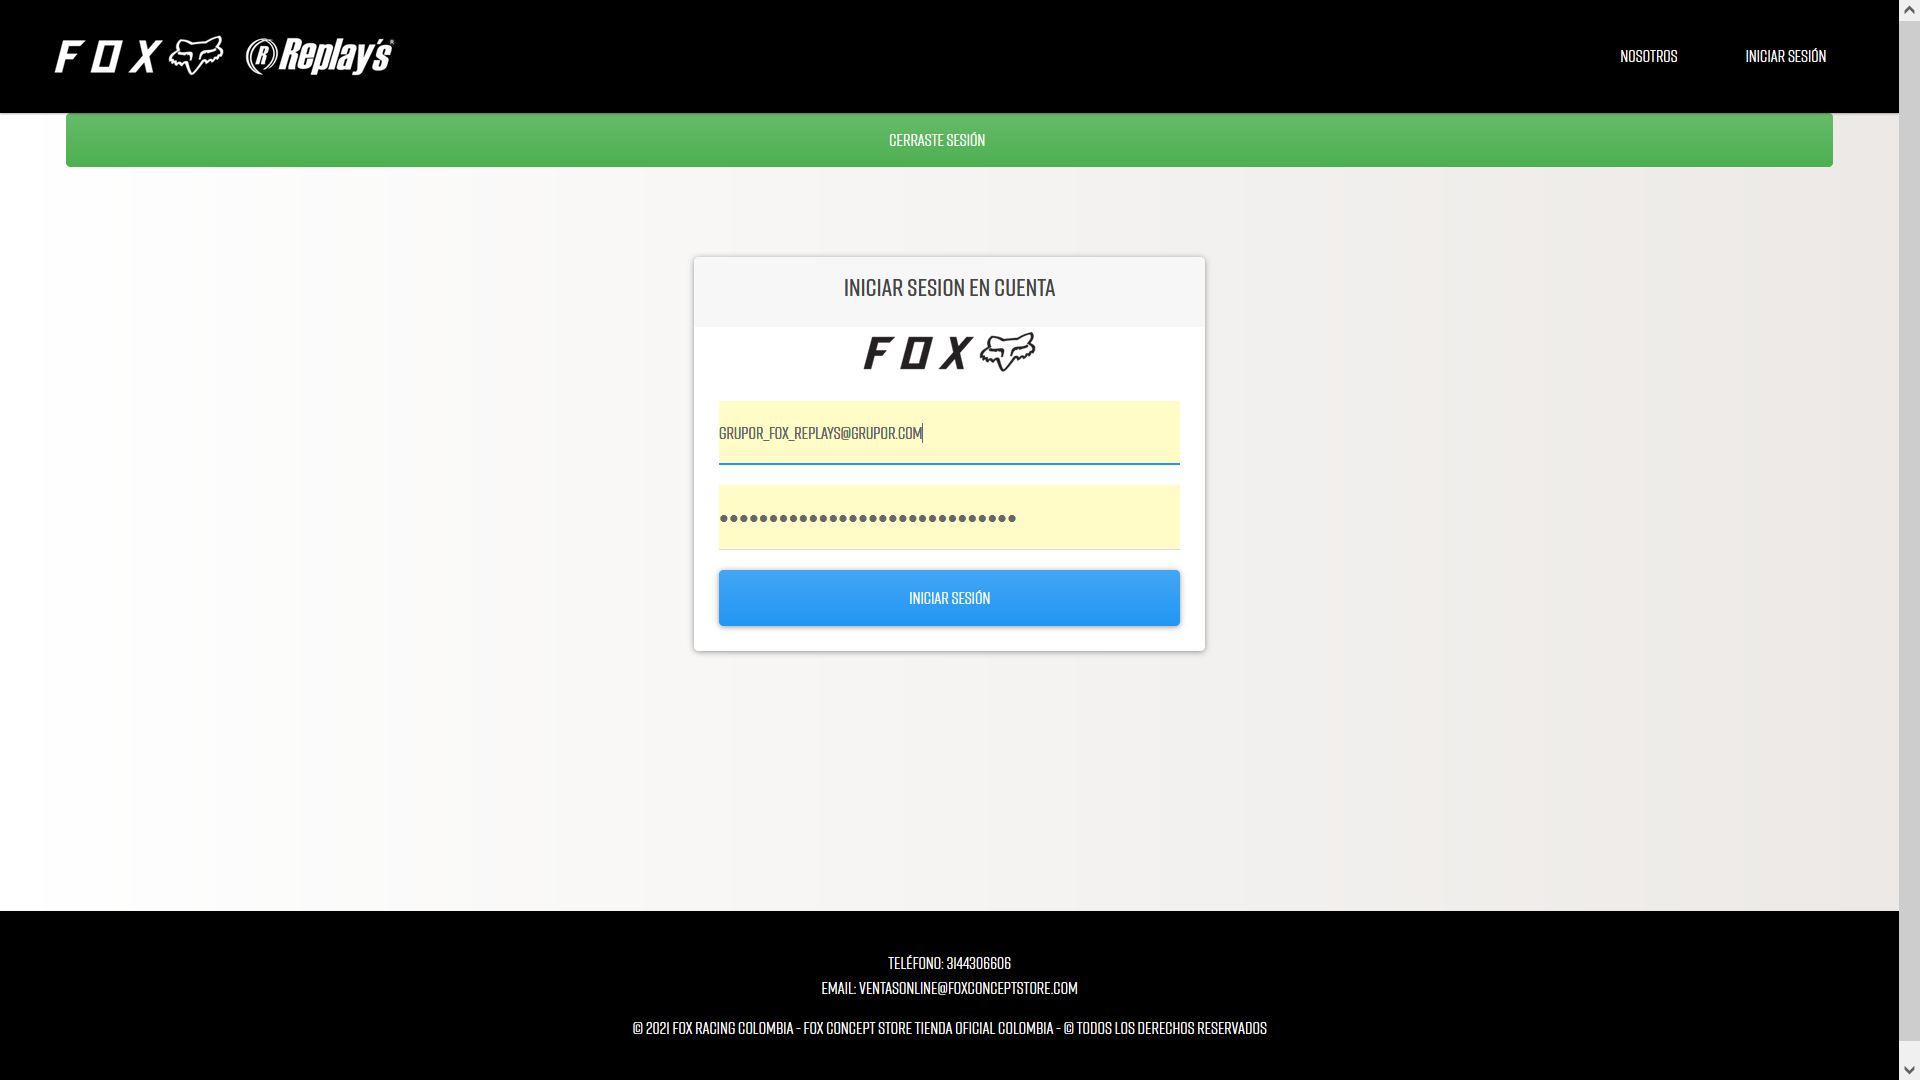 FOX Replay's
NOSOTROS
INICIAR SESIÓN
CERRASTE SESIÓN
INICIAR SESION EN CUENTA
FOX
GRUPOR_FOX_REPLAYS@GRUPOR.COM
INICIAR SESIÓN
TELÉFONO: 3144306606
EMAIL: VENTASONLINE@FOXCONCEPTSTORE.COM
© 2021 FOX RACING COLOMBIA - FOX CONCEPT STORE TIENDA OFICIAL COLOMBIA - © TODOS LOS DERECHOS RESERVADOS